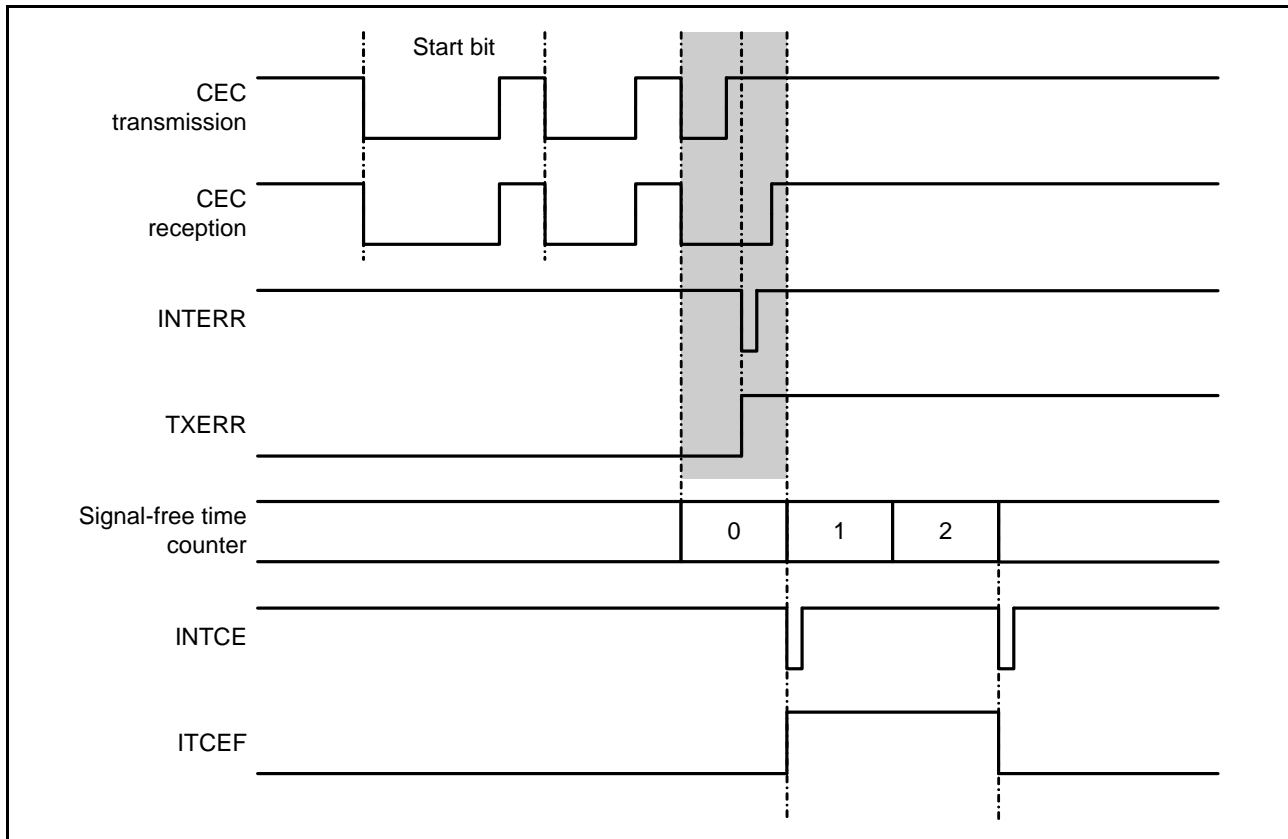 Start bit
CEC
transmission
CEC
reception
INTERR
TXERR
Signal-free time
counter
0 1 2
INTCE
ITCEF